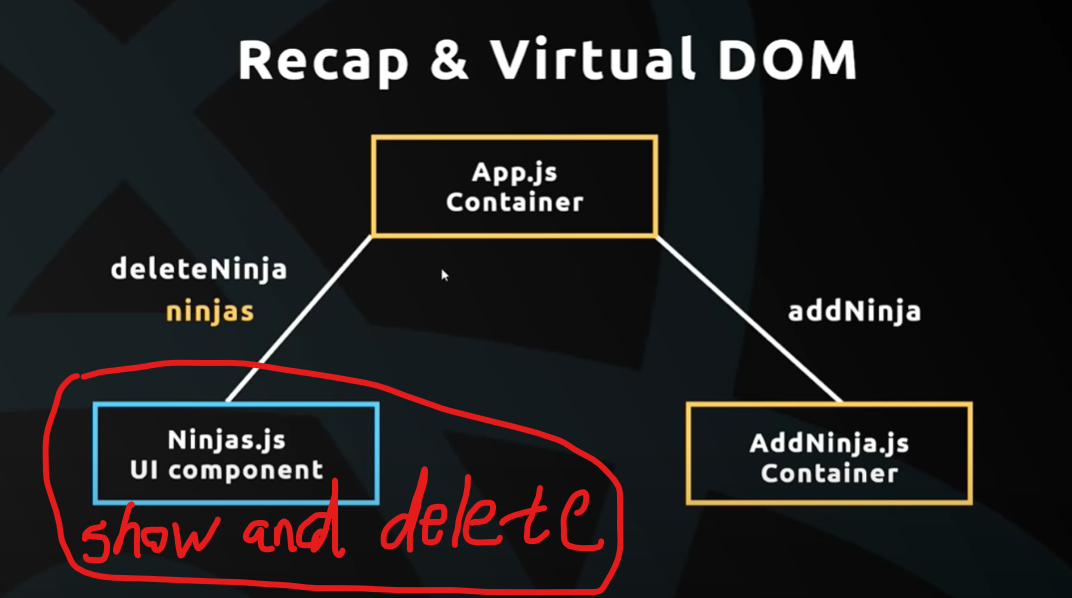 Recap & Virtual DOM
App.js
Container
deleteNinja
ninjas
addNinja
Ninjas.js
UI component
AddNinja.js
Container
show and delete